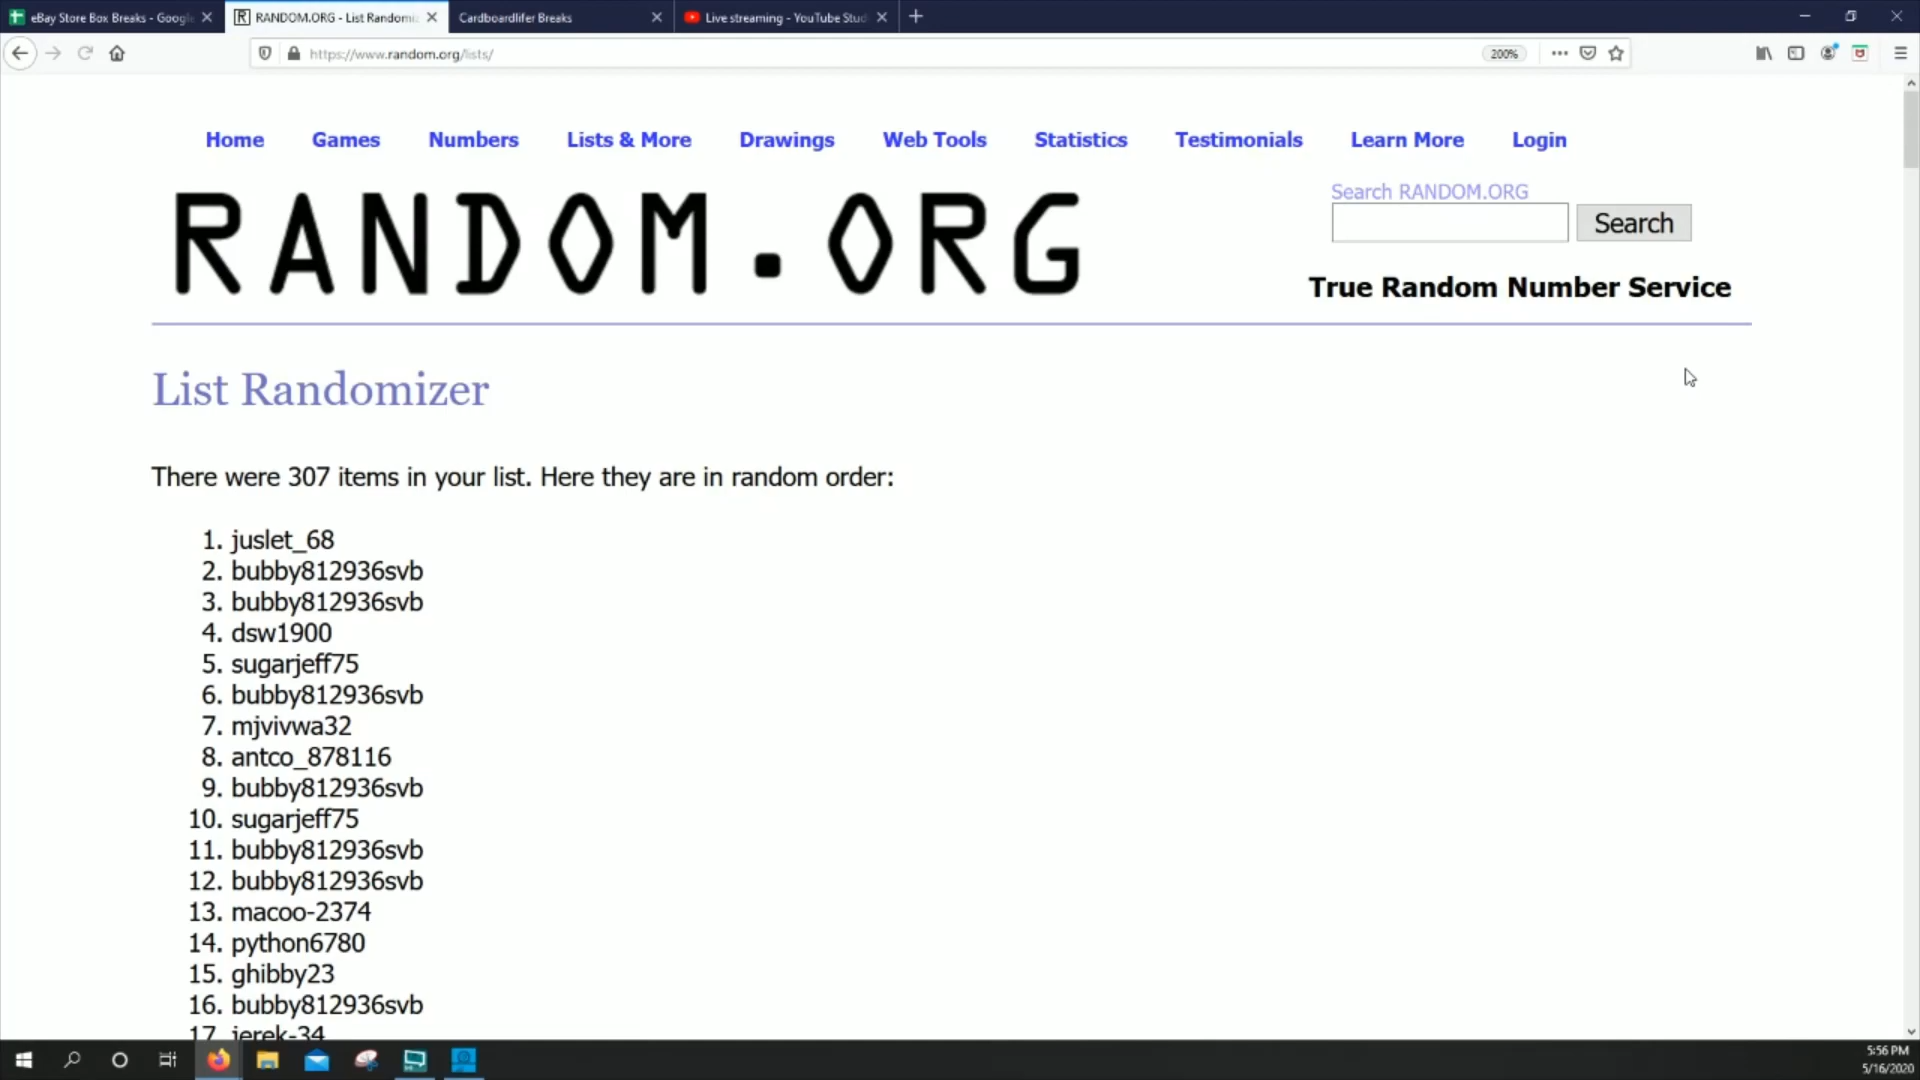 eBay Store Box Breaks - Google
RANDOM.ORG - List Randomi
Cardboardlifer Breaks
Live streaming - YouTube Stud
https://www.random.org/lists/
200%
Home Games Numbers Lists & More Drawings Web Tools Statistics Testimonials Learn More Login
RANDOM.ORG
Search RANDOM.ORG
Search
True Random Number Service
List Randomizer
There were 307 items in your list. Here they are in random order:
1. juslet_68
2. bubby812936svb
3. bubby812936svb
4. dsw1900
5. sugarjeff75
6. bubby812936svb
7. mjvivwa32
8. antco_878116
9. bubby812936svb
10. sugarjeff75
11. bubby812936svb
12. bubby812936svb
13. macoo-2374
14. python6780
15. ghibby23
16. bubby812936svb
17. jerek-34
5:56 PM
5/16/2020